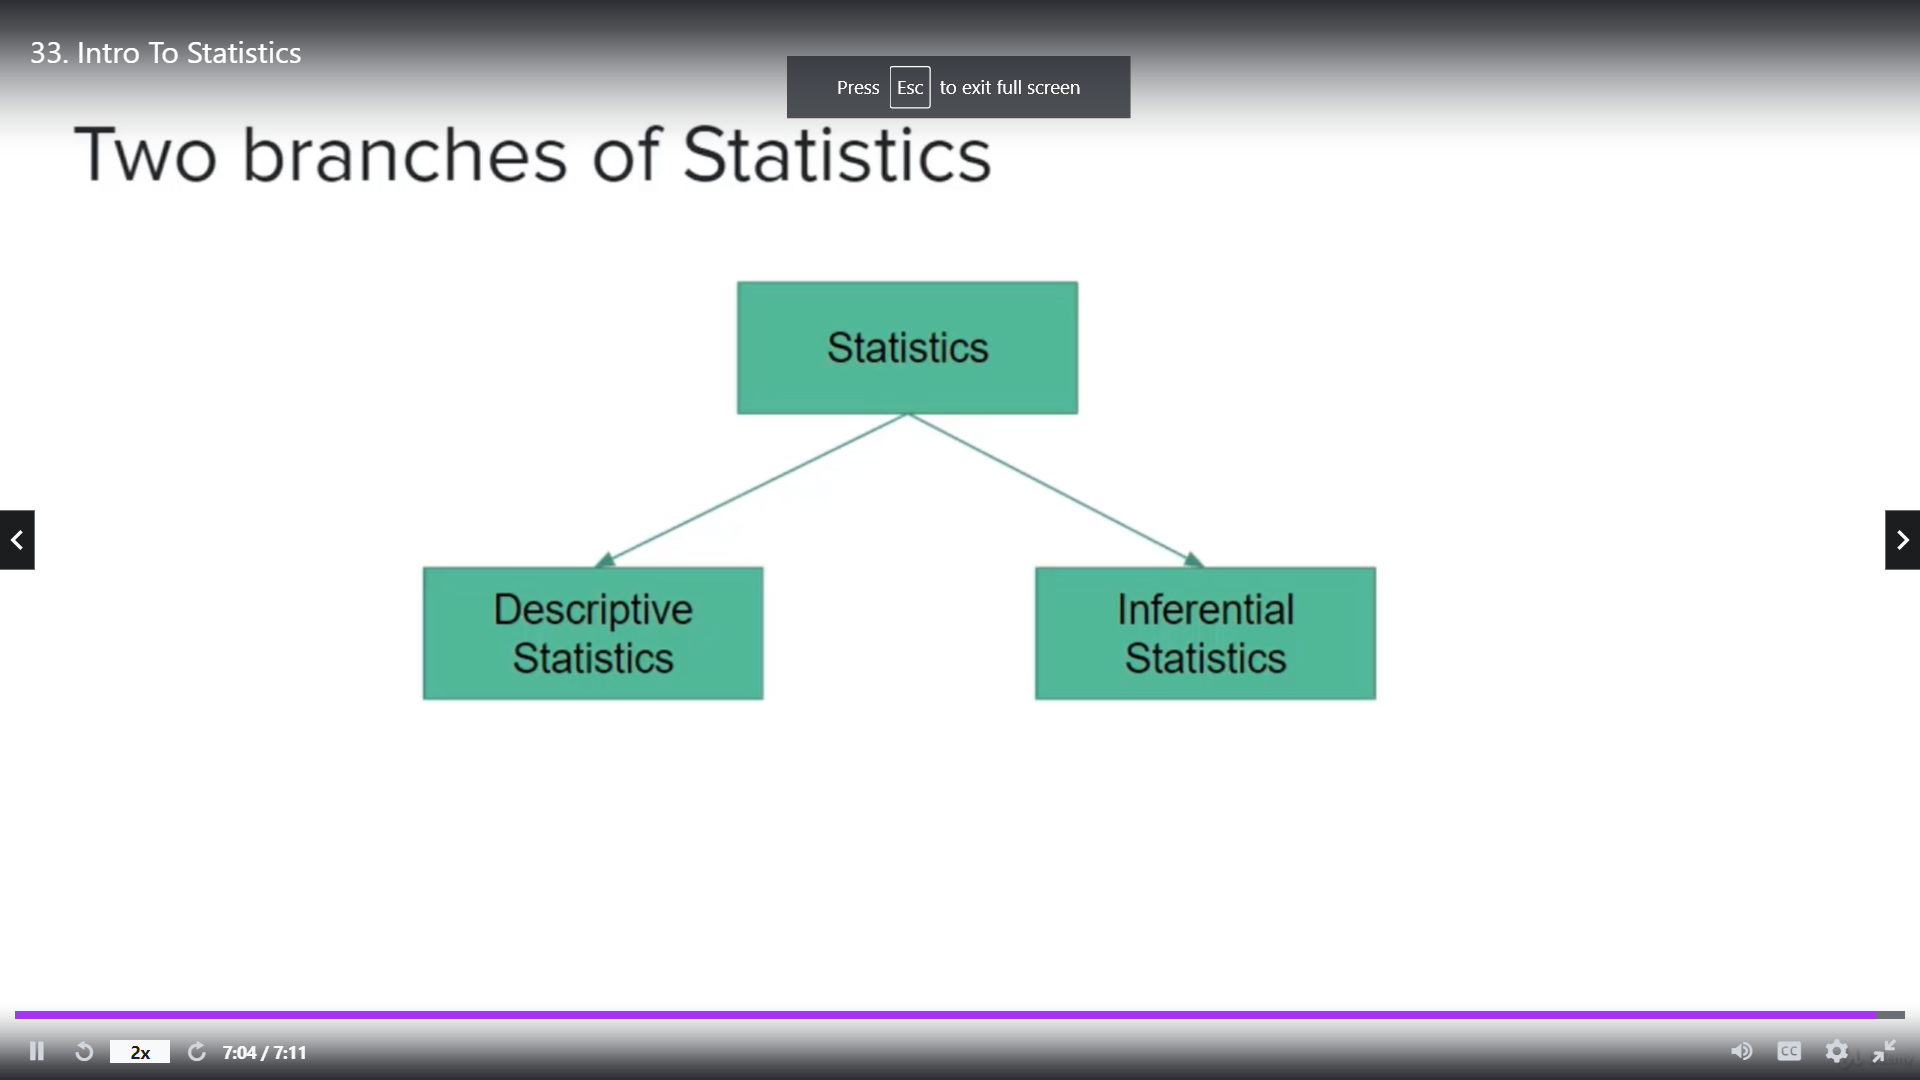 33. Intro To Statistics
Press Esc to exit full screen
Two branches of Statistics
Statistics
Descriptive
Statistics
Inferential
Statistics
2x
7:04 / 7:11
CC